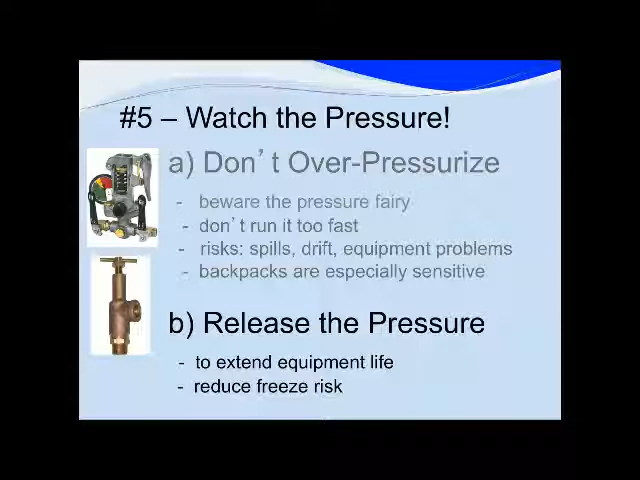 #5 – Watch the Pressure!
a) Don’t Over-Pressurize
- beware the pressure fairy
- don’t run it too fast
- risks: spills, drift, equipment problems
- backpacks are especially sensitive
b) Release the Pressure
- to extend equipment life
- reduce freeze risk